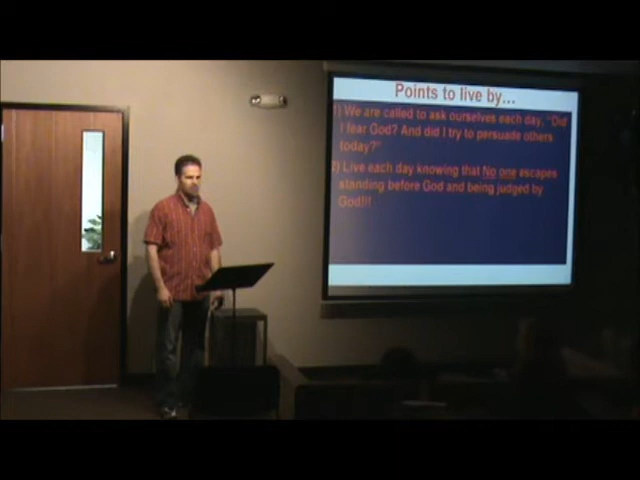 Points to live by...
1) We are called to ask ourselves each day, "Did
I fear God? And did I try to persuade others
today?"
2) Live each day knowing that No one escapes
standing before God and being judged by
God!!!